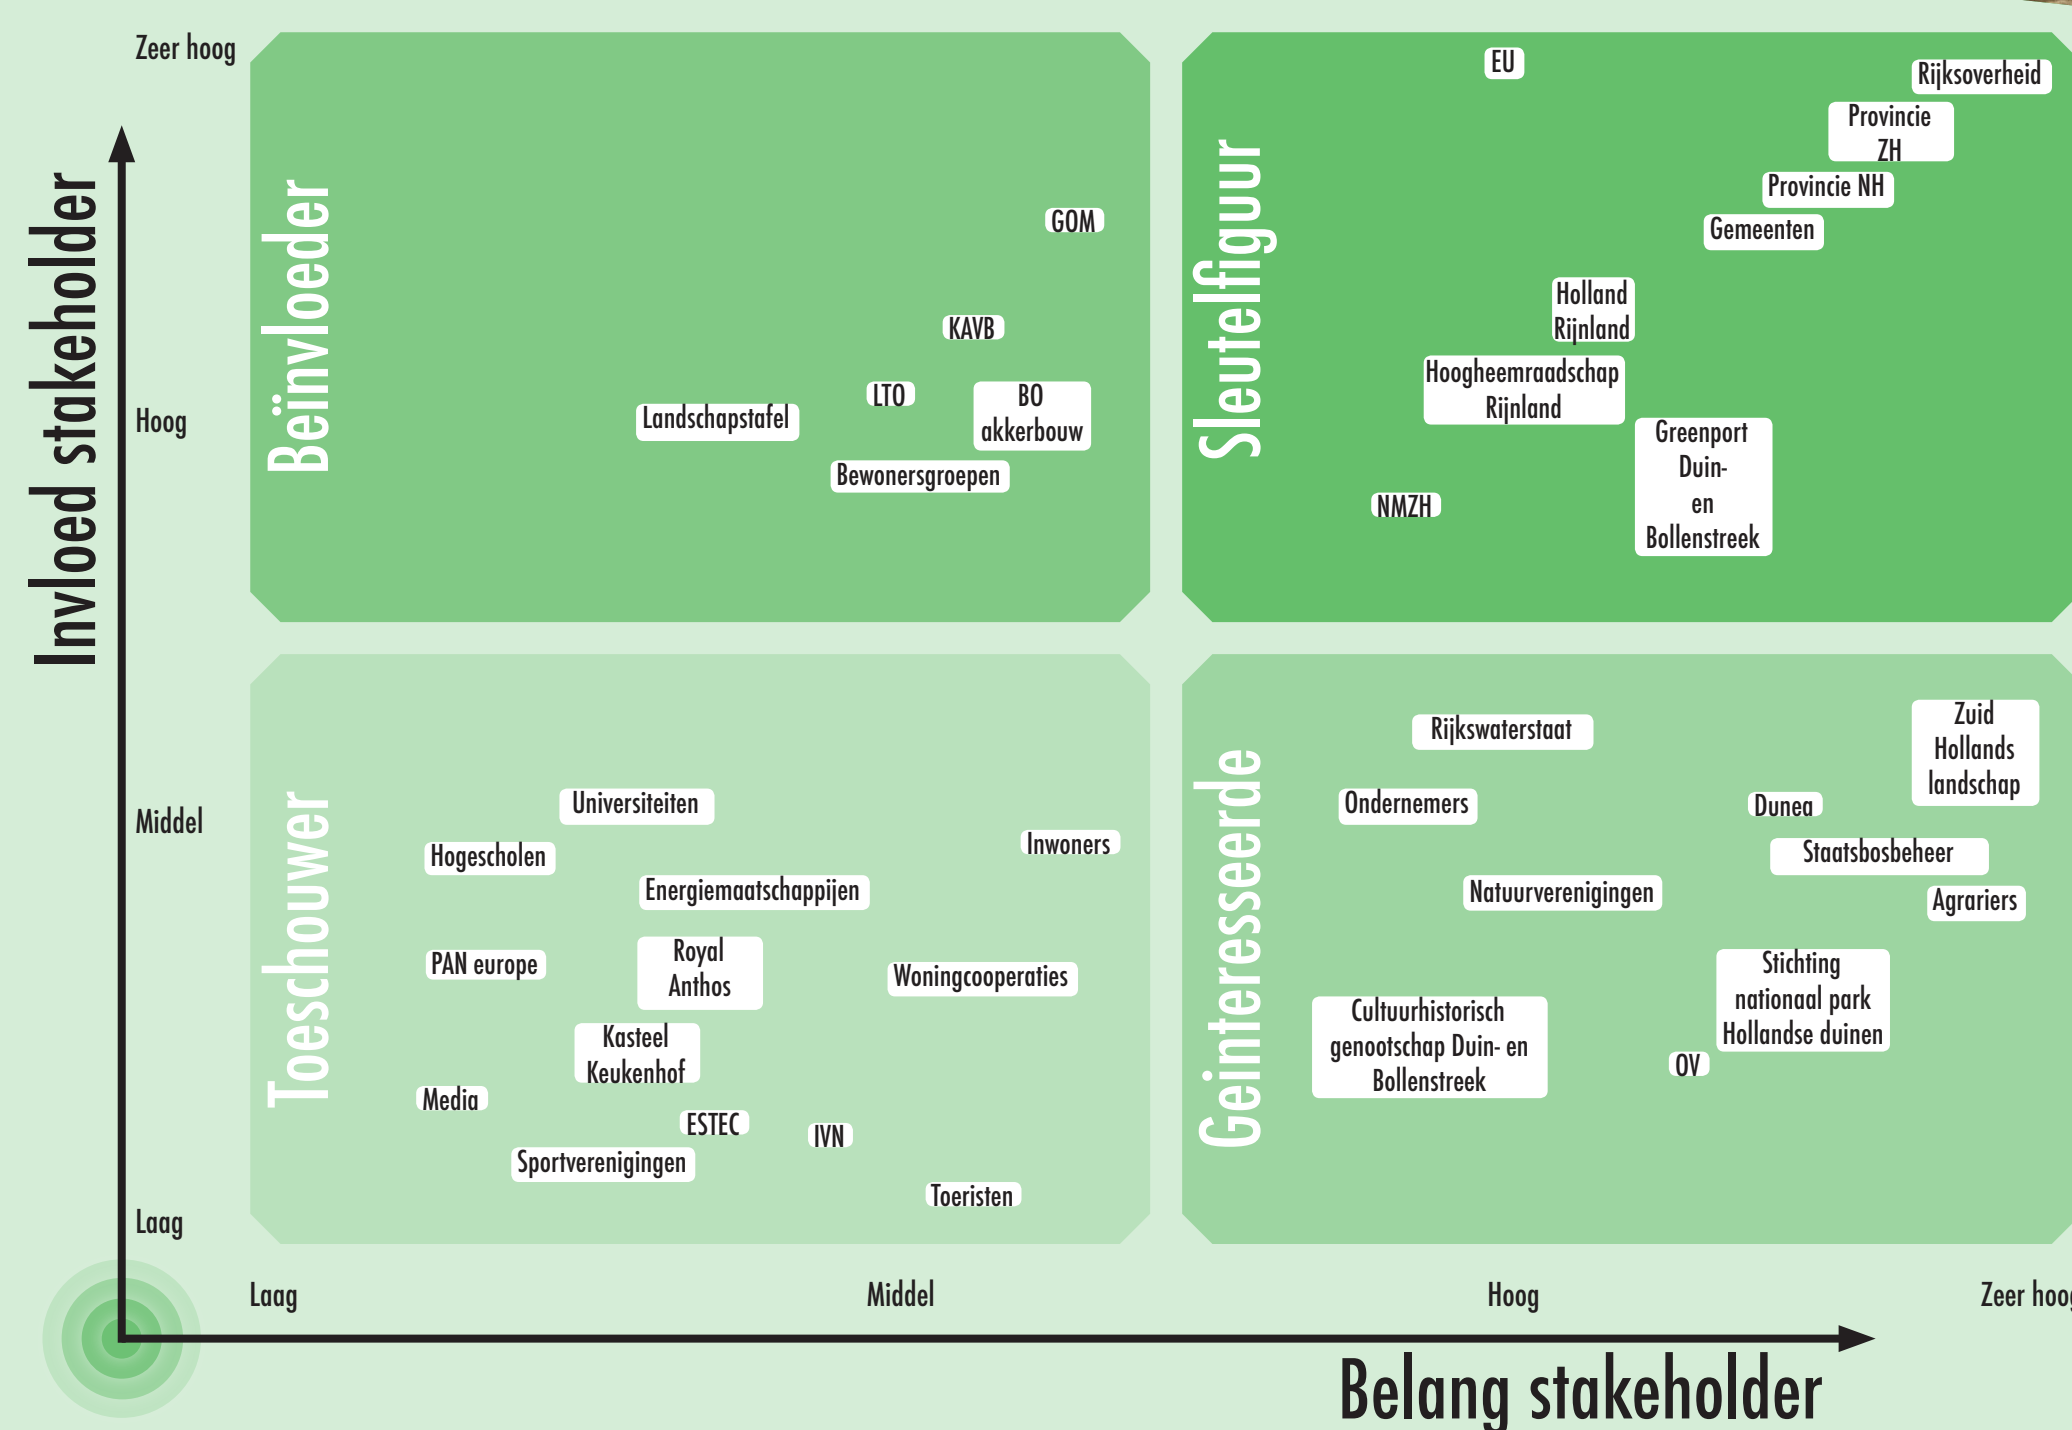 Invloed stakeholder
Zeer hoog
Hoog
Middel
Laag
Beïnvloeder
GOM
KAVB
LTO
BO
akkerbouw
Landschapstafel
Bewonersgroepen
Sleutelfiguur
EU
Rijksoverheid
Provincie
ZH
Provincie NH
Gemeenten
Holland
Rijnland
Hoogheemraadschap
Rijnland
Greenport
Duin-
en
Bollenstreek
NMZH
Toeschouwer
Universiteiten
Inwoners
Hogescholen
Energiemaatschappijen
PAN europe
Royal
Anthos
Woningcooperaties
Kasteel
Keukenhof
Media
ESTEC
IVN
Sportverenigingen
Toeristen
Geinteresseerde
Rijkswaterstaat
Zuid
Hollands
landschap
Ondernemers
Dunea
Staatsbosbeheer
Natuurverenigingen
Agrariers
Stichting
nationaal park
Hollandse duinen
Cultuurhistorisch
genootschap Duin- en
Bollenstreek
OV
Laag
Middel
Hoog
Zeer hoog
Belang stakeholder